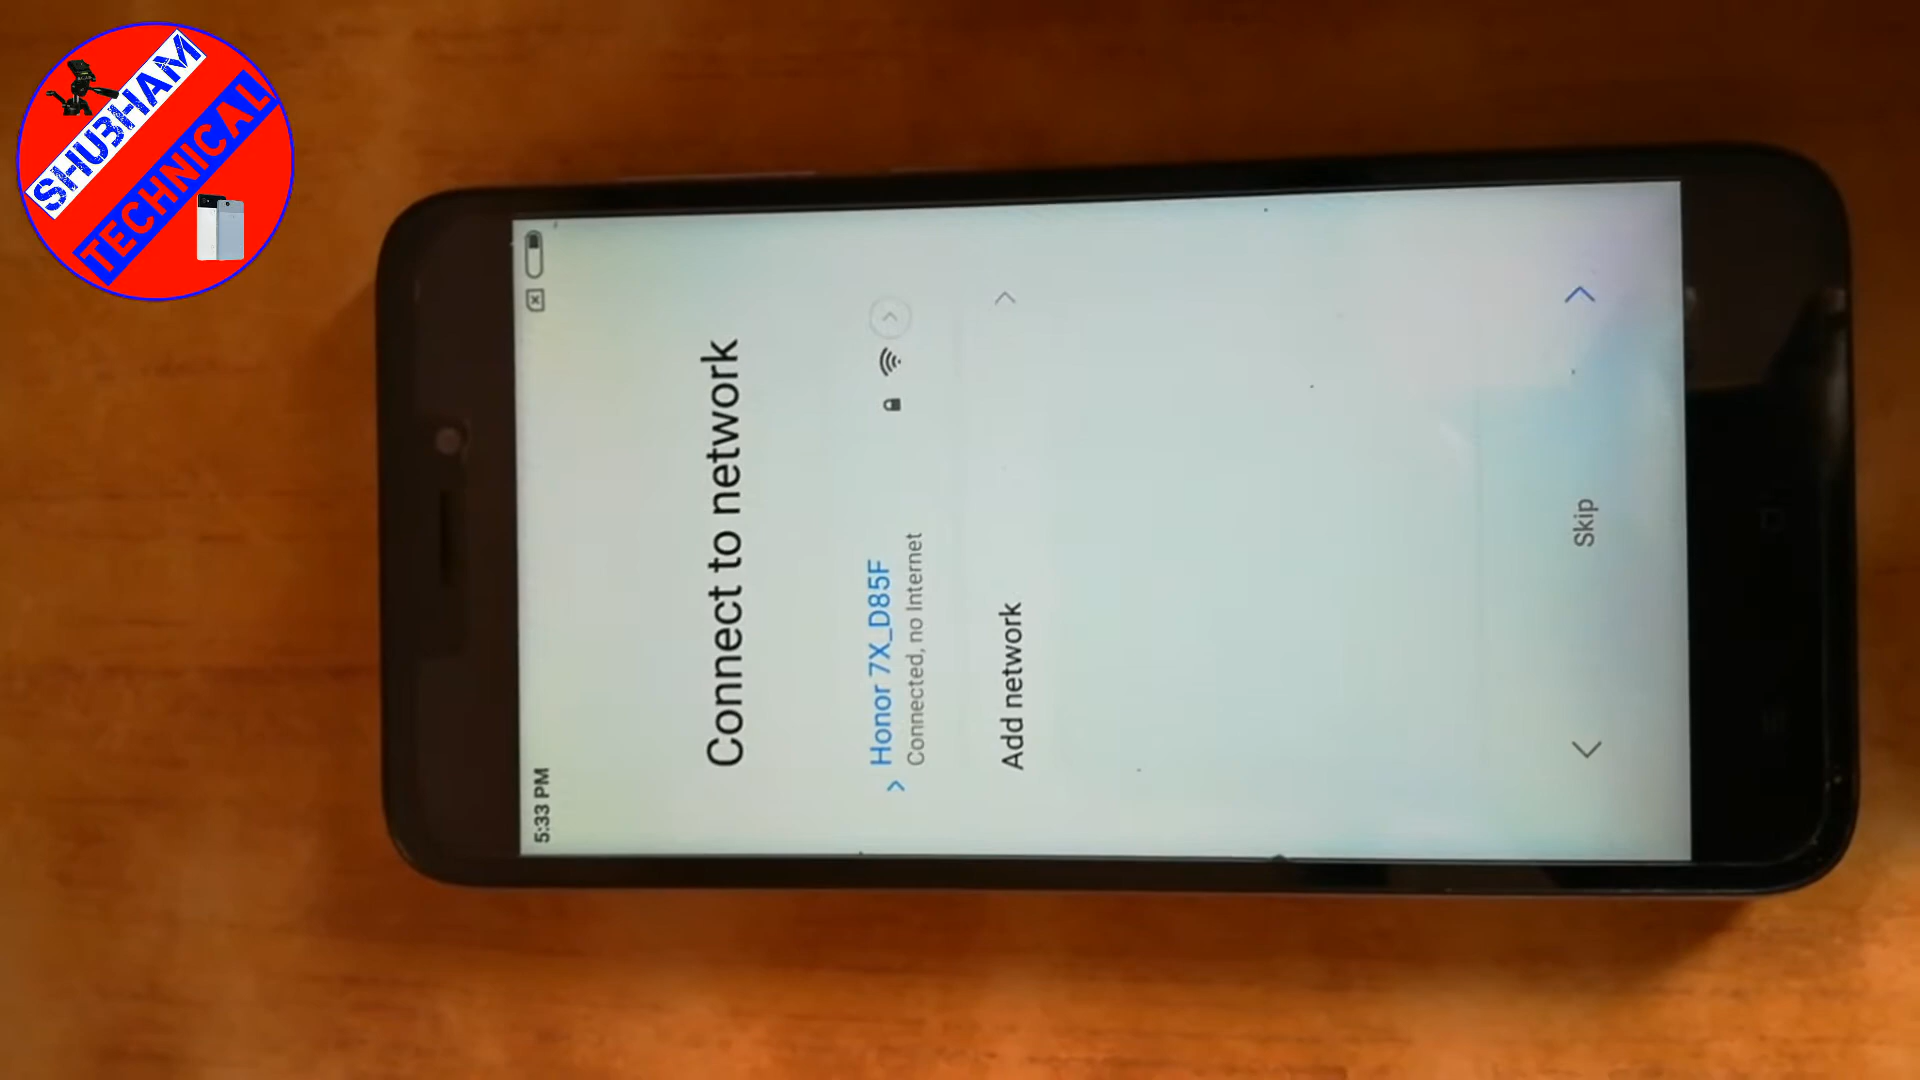 SHUBHAM
TECHNICAL
5:33 PM
Connect to network
Honor 7X_D85F
Connected, no Internet
Add network
Skip